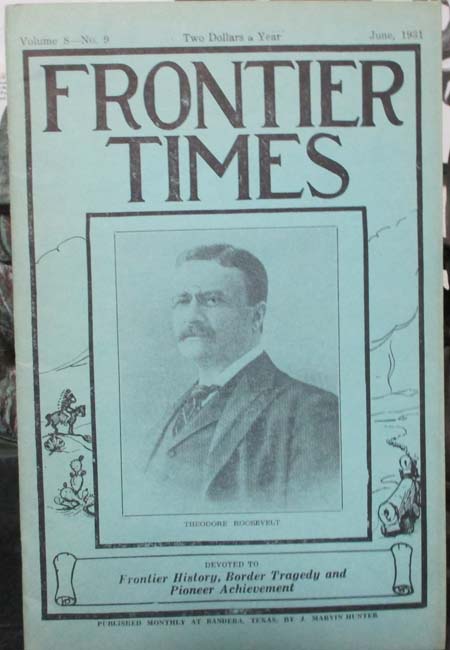 Volume 8—No. 9 Two Dollars a Year June, 1931
FRONTIER
TIMES
THEODORE ROOSEVELT
DEVOTED TO
Frontier History, Border Tragedy and
Pioneer Achievement
PUBLISHED MONTHLY AT BANDERA, TEXAS, BY J. MARVIN HUNTER